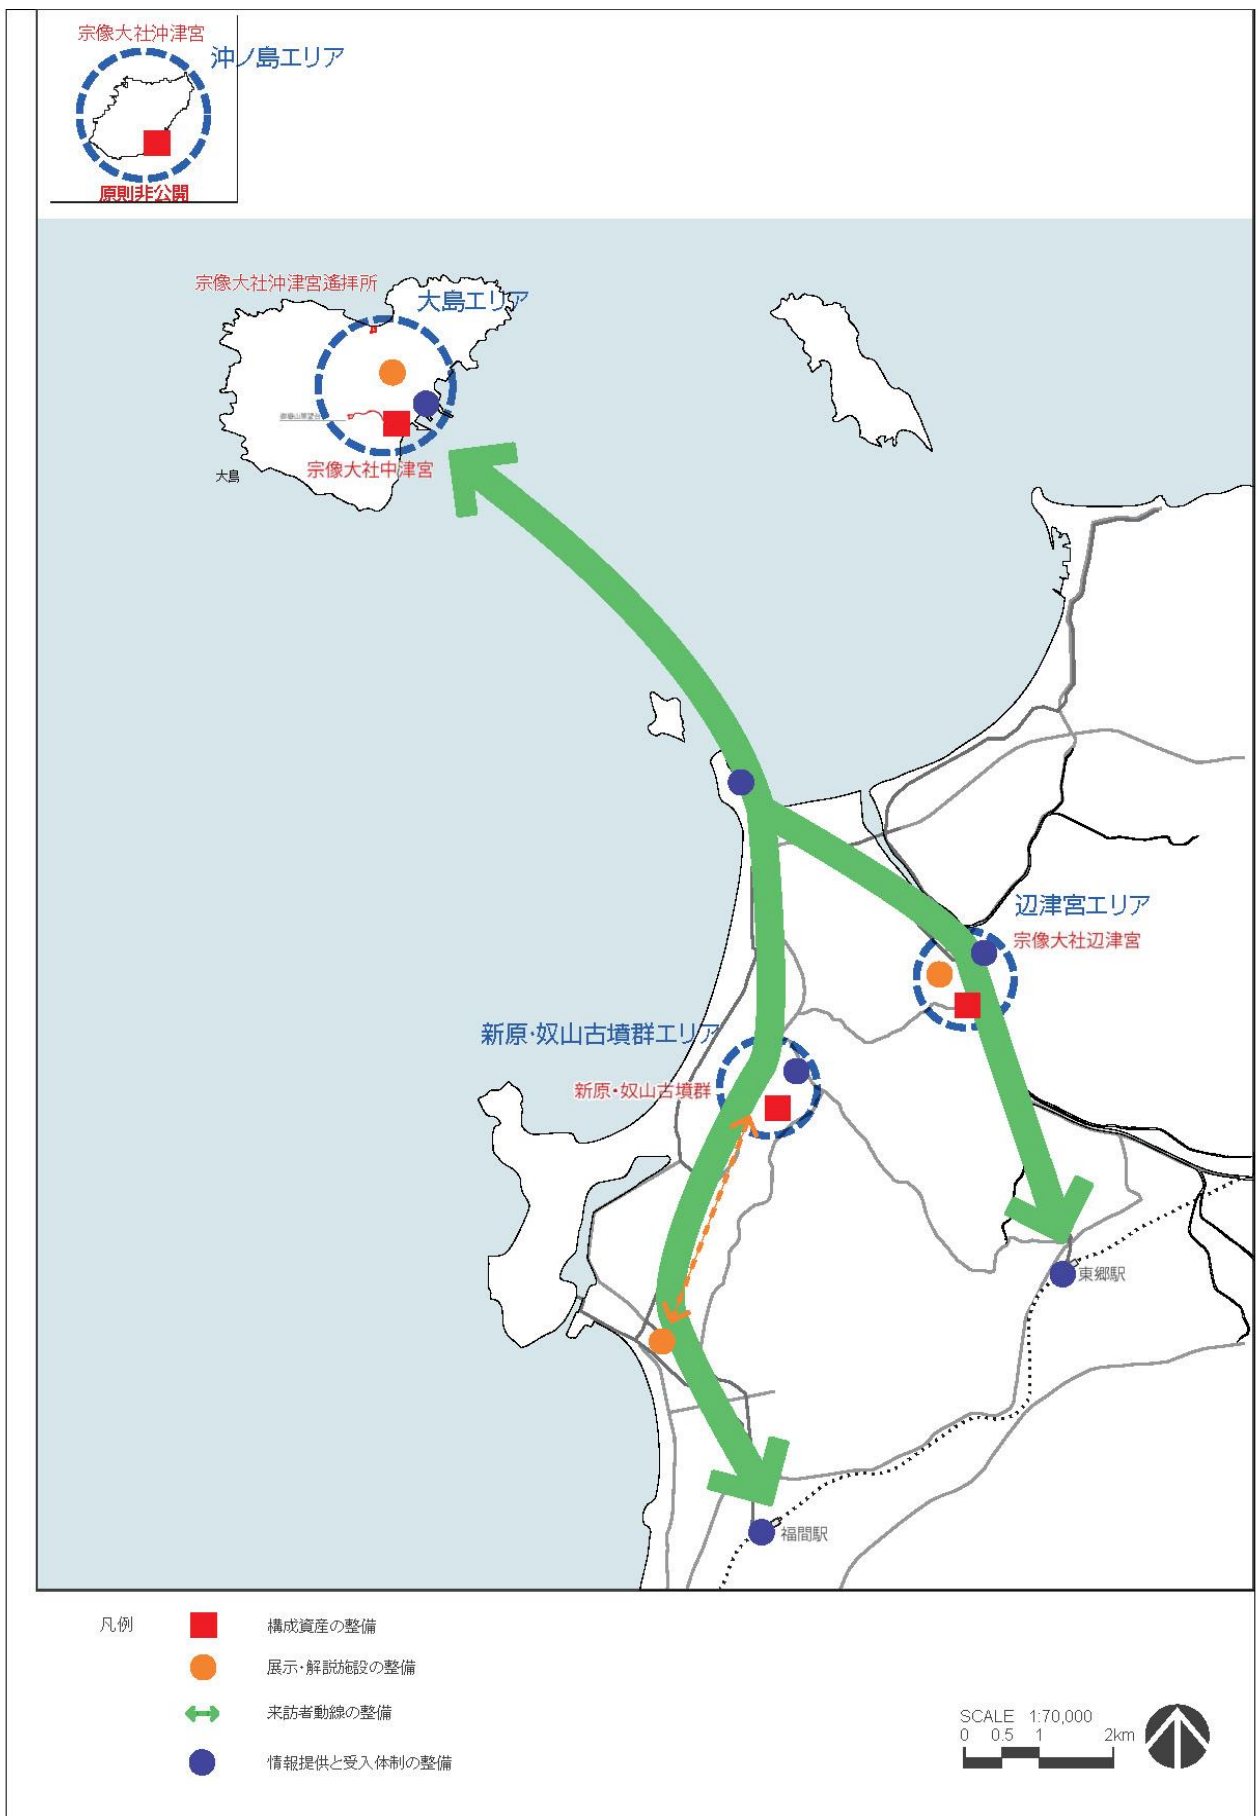 宗像大社沖津宮
沖ノ島エリア
原則非公開
宗像大社沖津宮遙拝所
大島エリア
宗像大社中津宮
大島
辺津宮エリア
宗像大社辺津宮
新原・奴山古墳群エリア
新原・奴山古墳群
東郷駅
福間駅
凡例
構成資産の整備
展示・解説施設の整備
来訪者動線の整備
情報提供と受入体制の整備
SCALE 1:70,000
0 0.5 1 2km